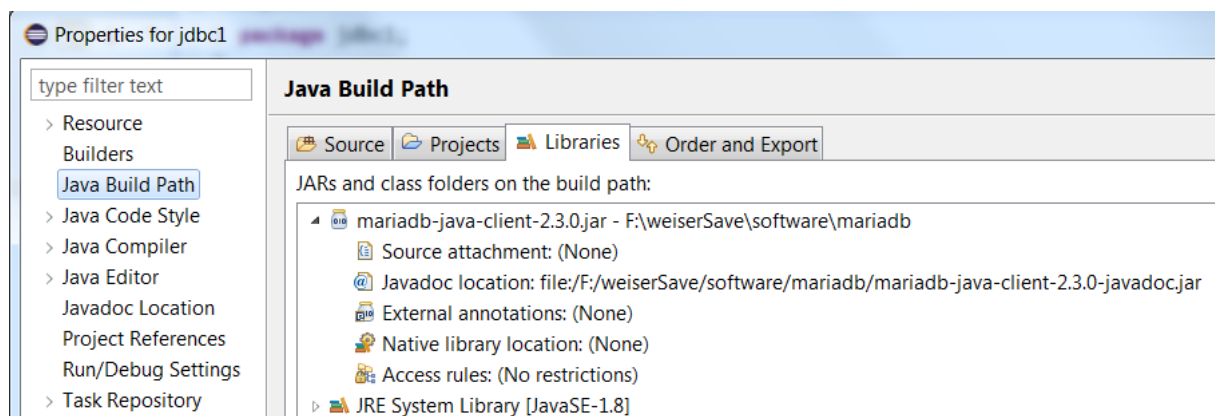 Properties for jdbc1
type filter text
Resource
Builders
Java Build Path
Java Code Style
Java Compiler
Java Editor
Javadoc Location
Project References
Run/Debug Settings
Task Repository
Java Build Path
Source Projects Libraries Order and Export
JARs and class folders on the build path:
mariadb-java-client-2.3.0.jar - F:\weiserSave\software\mariadb
Source attachment: (None)
Javadoc location: file:/F:/weiserSave/software/mariadb/mariadb-java-client-2.3.0-javadoc.jar
External annotations: (None)
Native library location: (None)
Access rules: (No restrictions)
JRE System Library [JavaSE-1.8]